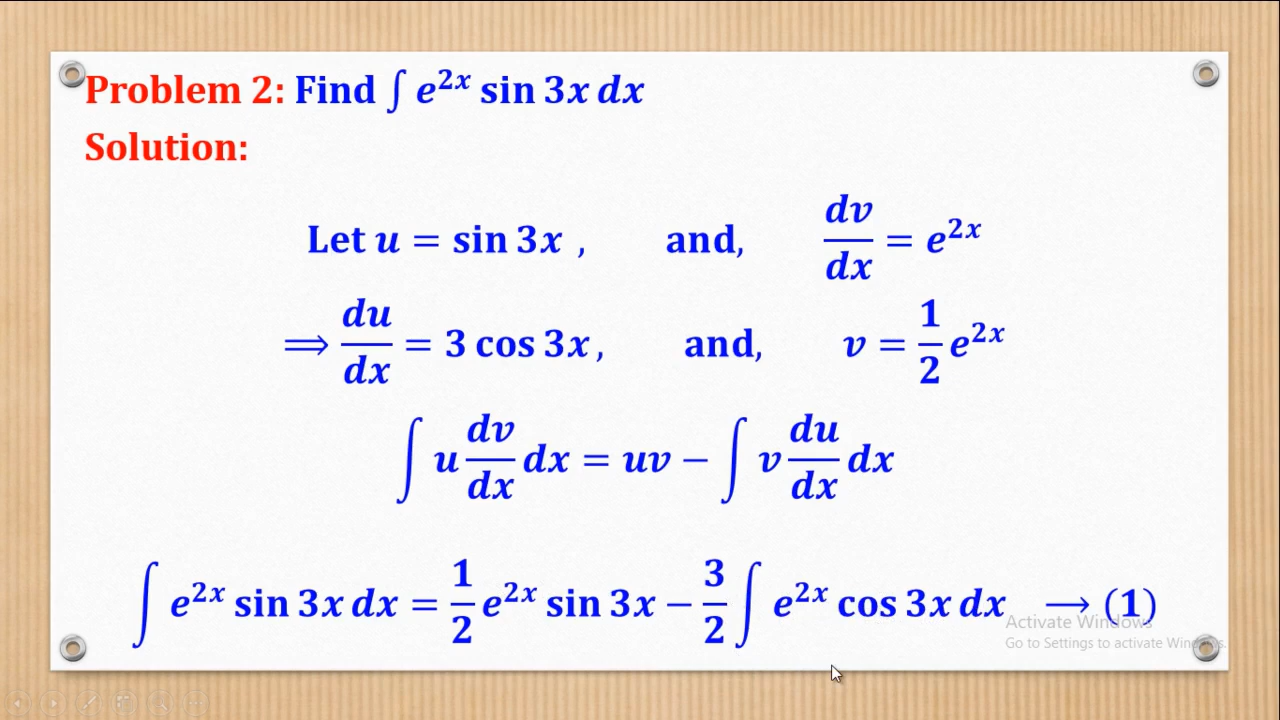 Problem 2: Find ∫ e^{2x} sin 3x dx
Solution:
Let u = sin 3x , and, dv/dx = e^{2x}
⟹ du/dx = 3 cos 3x, and, v = 1/2 e^{2x}
∫ u dv/dx dx = uv − ∫ v du/dx dx
∫ e^{2x} sin 3x dx = 1/2 e^{2x} sin 3x − 3/2 ∫ e^{2x} cos 3x dx → (1)
Activate Windows
Go to Settings to activate Windows.